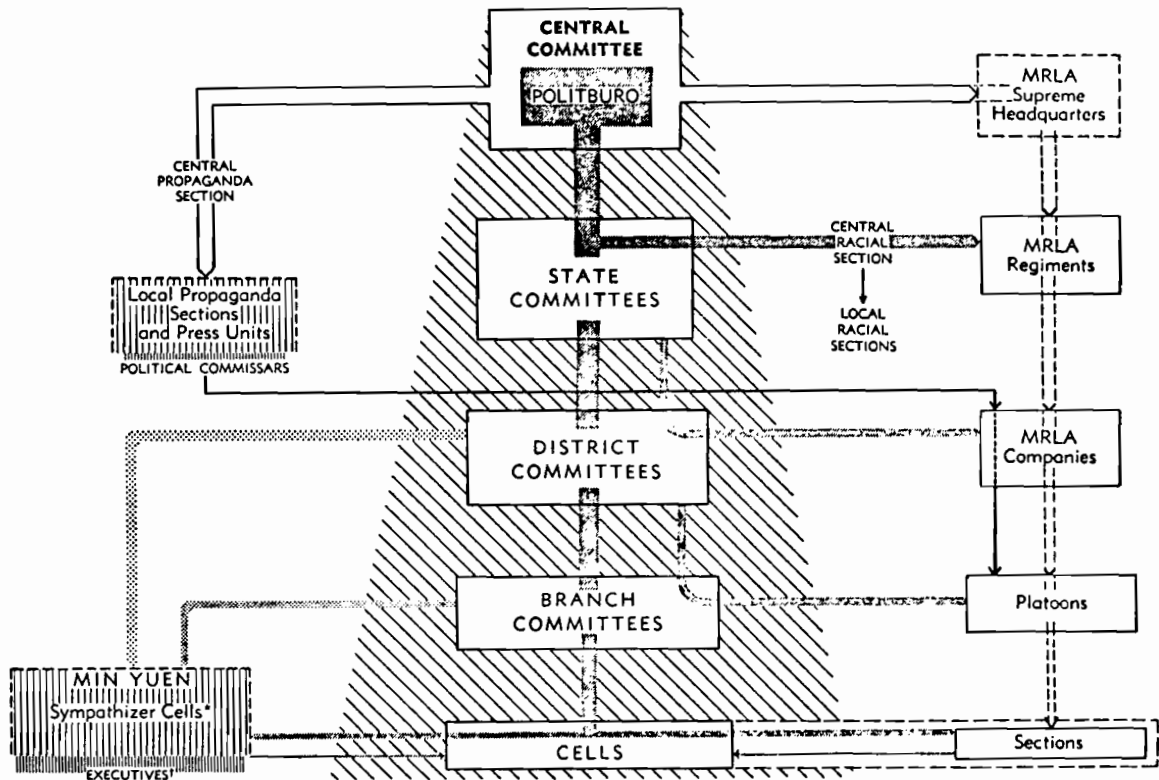 CENTRAL
COMMITTEE
POLITBURO
MRLA
Supreme
Headquarters
CENTRAL
PROPAGANDA
SECTION
STATE
COMMITTEES
CENTRAL
RACIAL
SECTION
LOCAL
RACIAL
SECTIONS
MRLA
Regiments
Local Propaganda
Sections
and Press Units
POLITICAL COMMISSARS
DISTRICT
COMMITTEES
MRLA
Companies
BRANCH
COMMITTEES
Platoons
MIN YUEN
Sympathizer Cells*
EXECUTIVES†
CELLS
Sections